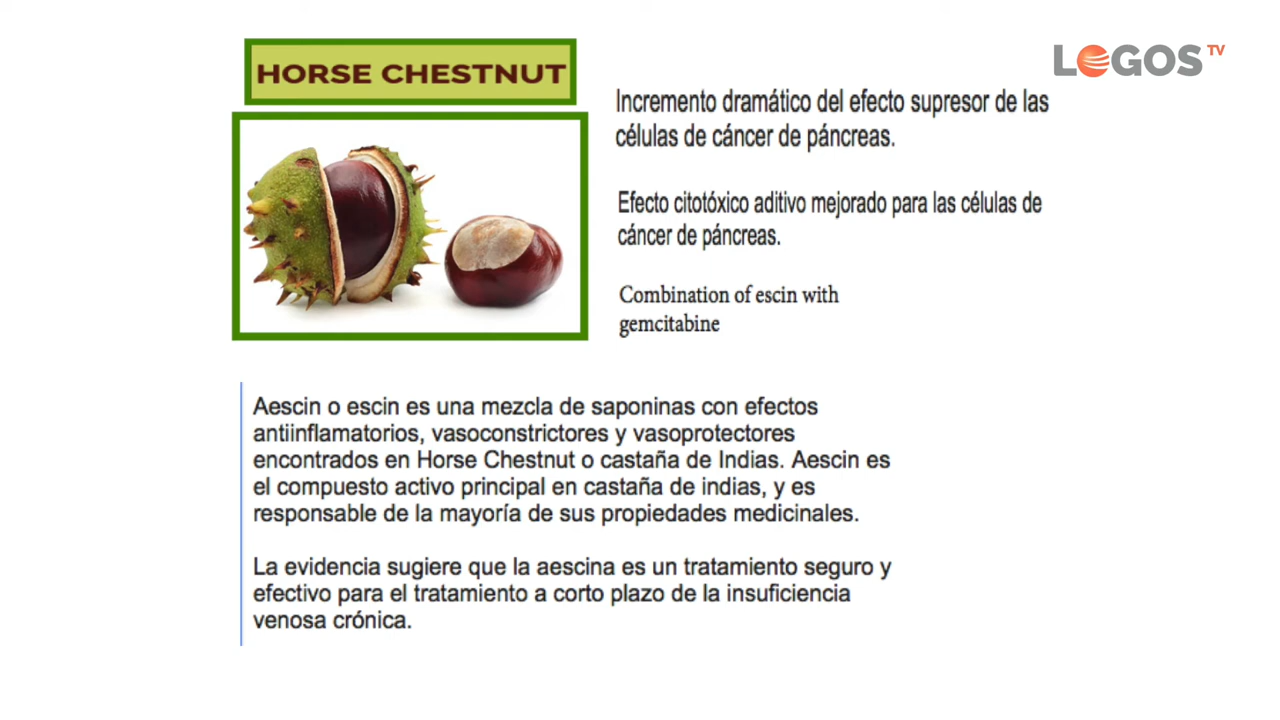 HORSE CHESTNUT
LOGOS TV
Incremento dramático del efecto supresor de las
células de cáncer de páncreas.
Efecto citotóxico aditivo mejorado para las células de
cáncer de páncreas.
Combination of escin with
gemcitabine
Aescin o escin es una mezcla de saponinas con efectos
antiinflamatorios, vasoconstrictores y vasoprotectores
encontrados en Horse Chestnut o castaña de Indias. Aescin es
el compuesto activo principal en castaña de indias, y es
responsable de la mayoría de sus propiedades medicinales.
La evidencia sugiere que la aescina es un tratamiento seguro y
efectivo para el tratamiento a corto plazo de la insuficiencia
venosa crónica.